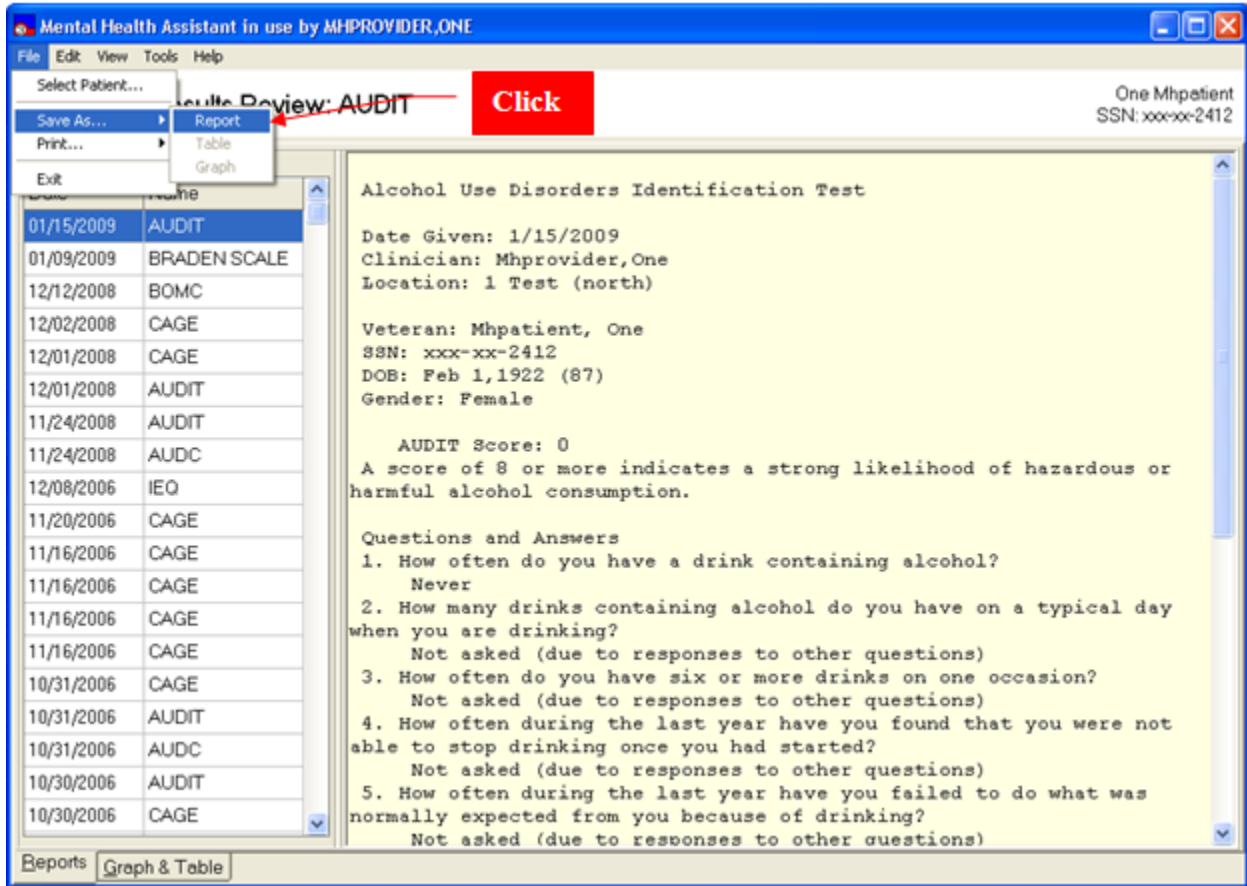 Mental Health Assistant in use by MHPROVIDER,ONE
File Edit View Tools Help
Select Patient...
Save As...
Print...
Exit
Report
Table
Graph
Review: AUDIT
Click
One Mhpatient
SSN: xxx-xx-2412
Name
01/15/2009 AUDIT
01/09/2009 BRADEN SCALE
12/12/2008 BOMC
12/02/2008 CAGE
12/01/2008 CAGE
12/01/2008 AUDIT
11/24/2008 AUDIT
11/24/2008 AUDC
12/08/2006 IEQ
11/20/2006 CAGE
11/16/2006 CAGE
11/16/2006 CAGE
11/16/2006 CAGE
11/16/2006 CAGE
10/31/2006 CAGE
10/31/2006 AUDIT
10/31/2006 AUDC
10/30/2006 AUDIT
10/30/2006 CAGE
Alcohol Use Disorders Identification Test
Date Given: 1/15/2009
Clinician: Mhprovider,One
Location: 1 Test (north)
Veteran: Mhpatient, One
SSN: xxx-xx-2412
DOB: Feb 1,1922 (87)
Gender: Female
AUDIT Score: 0
A score of 8 or more indicates a strong likelihood of hazardous or
harmful alcohol consumption.
Questions and Answers
1. How often do you have a drink containing alcohol?
Never
2. How many drinks containing alcohol do you have on a typical day
when you are drinking?
Not asked (due to responses to other questions)
3. How often do you have six or more drinks on one occasion?
Not asked (due to responses to other questions)
4. How often during the last year have you found that you were not
able to stop drinking once you had started?
Not asked (due to responses to other questions)
5. How often during the last year have you failed to do what was
normally expected from you because of drinking?
Not asked (due to responses to other questions)
Reports Graph & Table